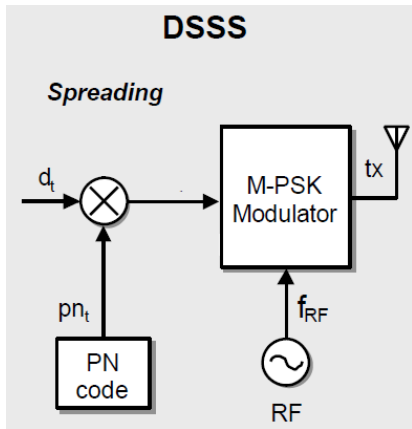 DSSS
Spreading
dt
M-PSK
Modulator
tx
pnt
fRF
PN
code
RF